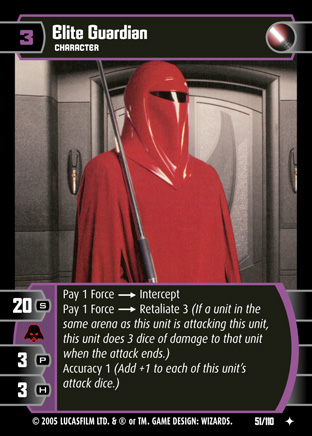 3 Elite Guardian
CHARACTER
20 S
3 P
3 H
Pay 1 Force → Intercept
Pay 1 Force → Retaliate 3 (If a unit in the
same arena as this unit is attacking this unit,
this unit does 3 dice of damage to that unit
when the attack ends.)
Accuracy 1 (Add +1 to each of this unit's
attack dice.)
© 2005 LUCASFILM LTD. & ® or TM. GAME DESIGN: WIZARDS. 51/110